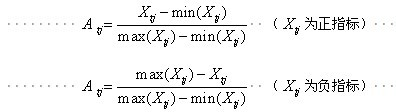 A_ij = (X_ij − min(X_ij)) / (max(X_ij) − min(X_ij)) （ X_ij 为正指标）
A_ij = (max(X_ij) − X_ij) / (max(X_ij) − min(X_ij)) （ X_ij 为负指标）